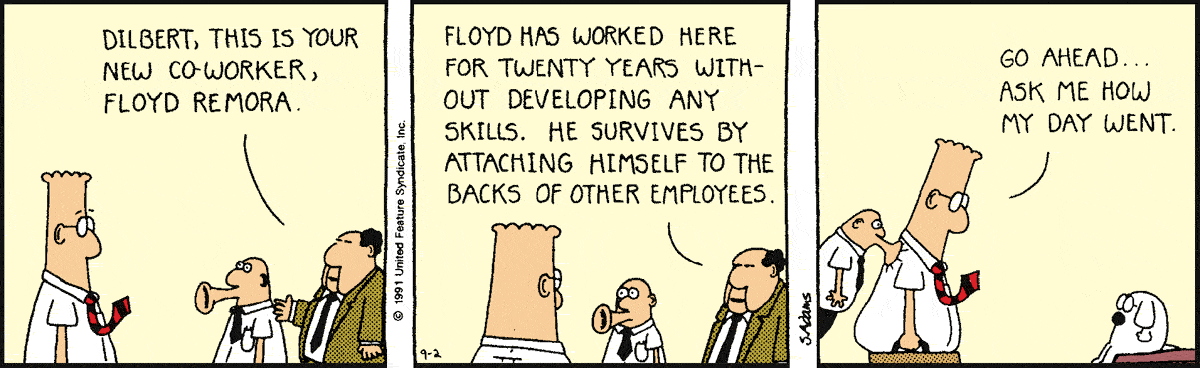 DILBERT, THIS IS YOUR
NEW CO-WORKER,
FLOYD REMORA.
© 1991 United Feature Syndicate, Inc.
FLOYD HAS WORKED HERE
FOR TWENTY YEARS WITH-
OUT DEVELOPING ANY
SKILLS. HE SURVIVES BY
ATTACHING HIMSELF TO THE
BACKS OF OTHER EMPLOYEES.
9-2
S.Adams
GO AHEAD...
ASK ME HOW
MY DAY WENT.